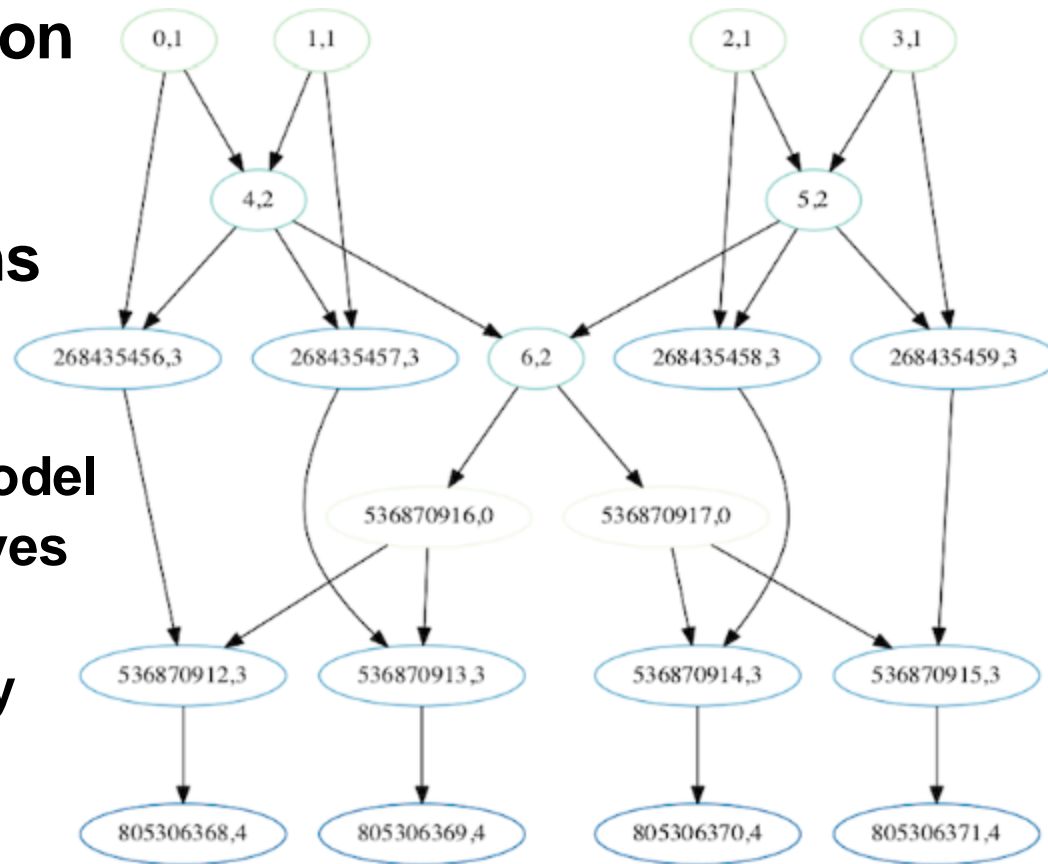 on
0,1 1,1 2,1 3,1
4,2 5,2
ns
268435456,3 268435457,3 6,2 268435458,3 268435459,3
odel
536870916,0 536870917,0
ves
536870912,3 536870913,3 536870914,3 536870915,3
y
805306368,4 805306369,4 805306370,4 805306371,4